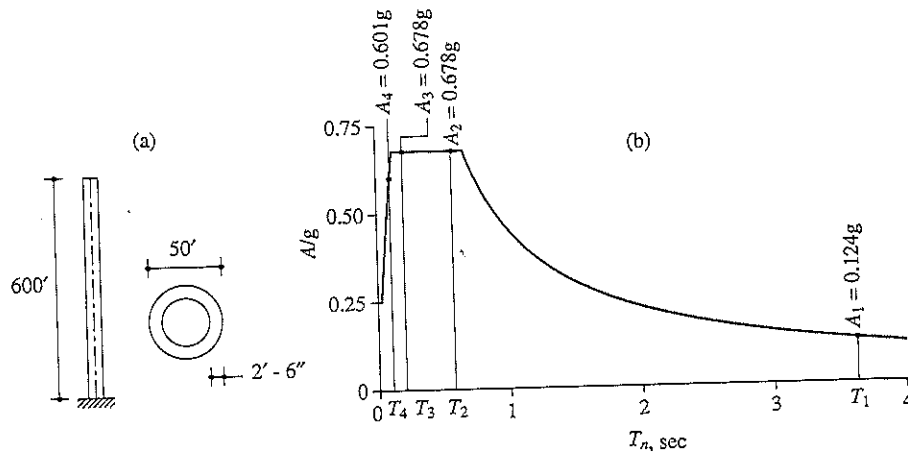 (a)
600'
50'
2' - 6"
(b)
A₄ = 0.601g
A₃ = 0.678g
A₂ = 0.678g
A₁ = 0.124g
A/g
0.75
0.50
0.25
0
0 T₄ T₃ T₂ 1 2 3 T₁ 4
Tₙ, sec